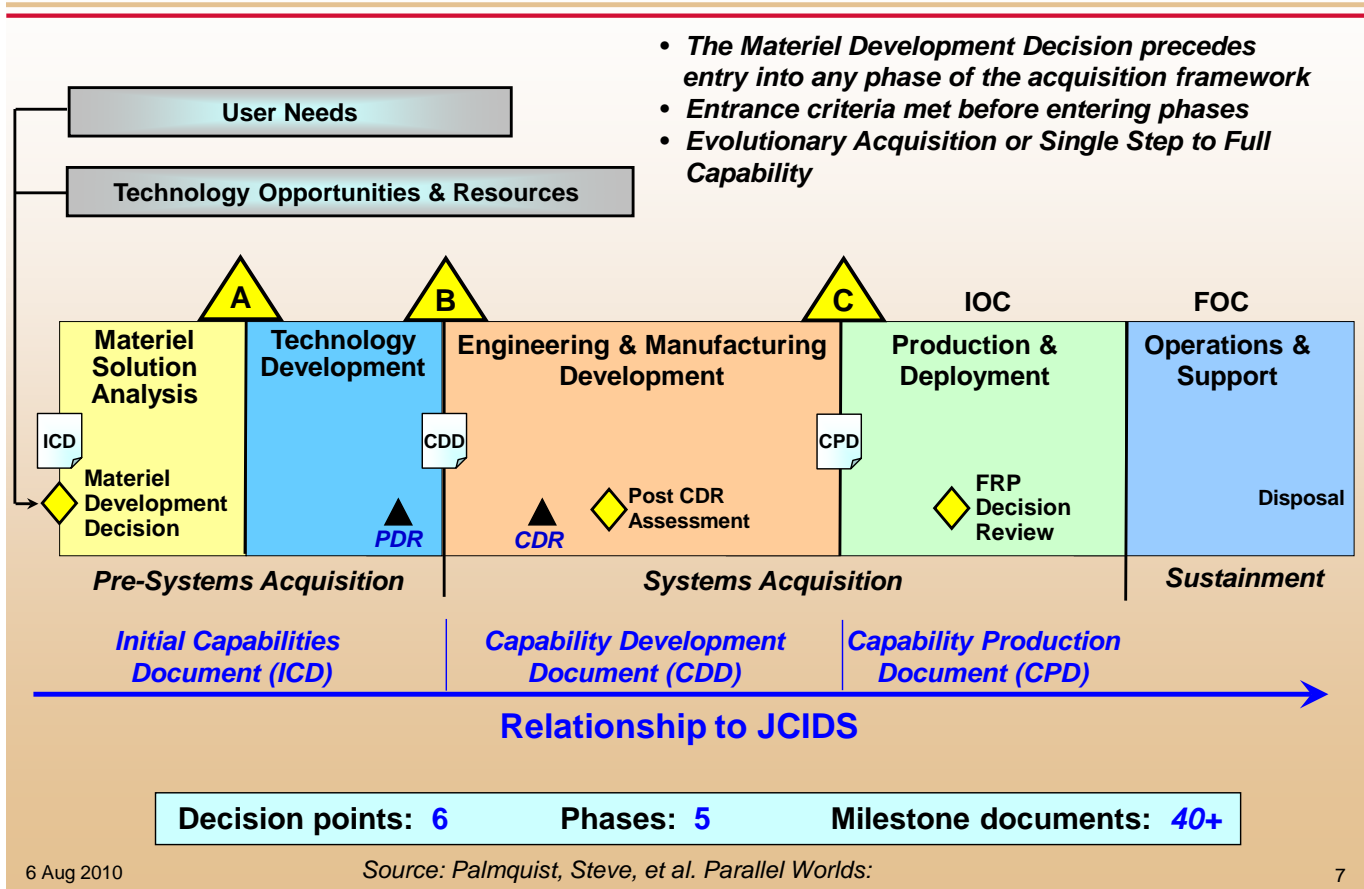 • The Materiel Development Decision precedes
entry into any phase of the acquisition framework
• Entrance criteria met before entering phases
• Evolutionary Acquisition or Single Step to Full
Capability
User Needs
Technology Opportunities & Resources
A
B
C
IOC
FOC
Materiel
Solution
Analysis
Technology
Development
Engineering & Manufacturing
Development
Production &
Deployment
Operations &
Support
ICD
CDD
CPD
Materiel
Development
Decision
PDR
CDR
Post CDR
Assessment
FRP
Decision
Review
Disposal
Pre-Systems Acquisition
Systems Acquisition
Sustainment
Initial Capabilities
Document (ICD)
Capability Development
Document (CDD)
Capability Production
Document (CPD)
Relationship to JCIDS
Decision points: 6 Phases: 5 Milestone documents: 40+
6 Aug 2010
Source: Palmquist, Steve, et al. Parallel Worlds:
7